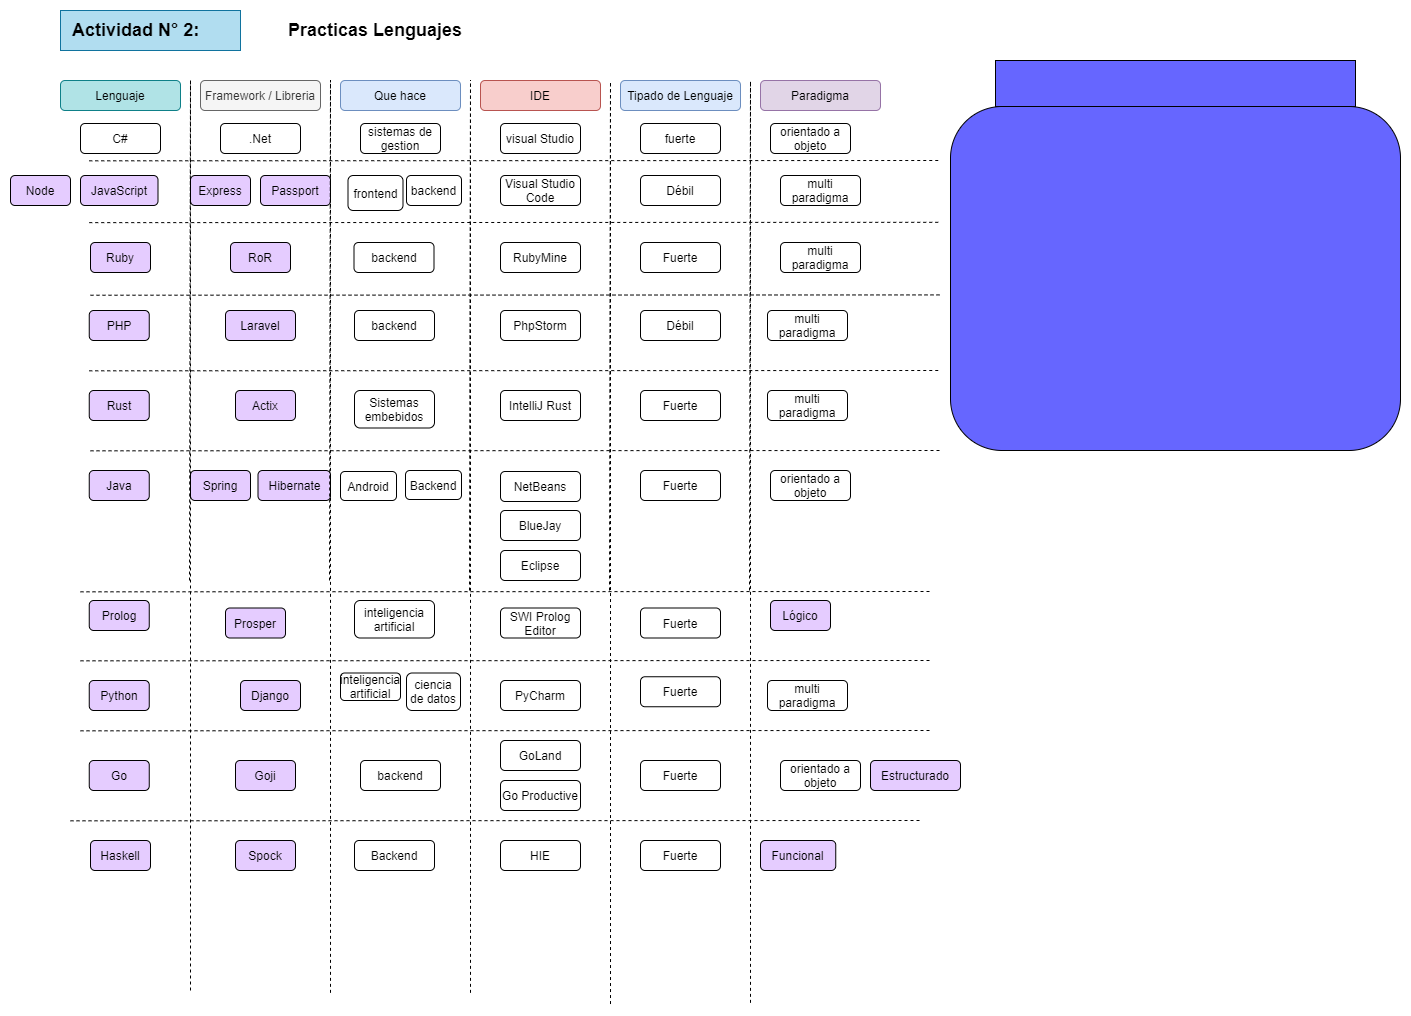 Actividad N° 2:
Practicas Lenguajes
Lenguaje
Framework / Libreria
Que hace
IDE
Tipado de Lenguaje
Paradigma
C#
.Net
sistemas de
gestion
visual Studio
fuerte
orientado a
objeto
Node
JavaScript
Express
Passport
frontend
backend
Visual Studio
Code
Débil
multi
paradigma
Ruby
RoR
backend
RubyMine
Fuerte
multi
paradigma
PHP
Laravel
backend
PhpStorm
Débil
multi
paradigma
Rust
Actix
Sistemas
embebidos
IntelliJ Rust
Fuerte
multi
paradigma
Java
Spring
Hibernate
Android
Backend
NetBeans
BlueJay
Eclipse
Fuerte
orientado a
objeto
Prolog
Prosper
inteligencia
artificial
SWI Prolog
Editor
Fuerte
Lógico
Python
Django
inteligencia
artificial
ciencia
de datos
PyCharm
Fuerte
multi
paradigma
Go
Goji
backend
GoLand
Go Productive
Fuerte
orientado a
objeto
Estructurado
Haskell
Spock
Backend
HIE
Fuerte
Funcional